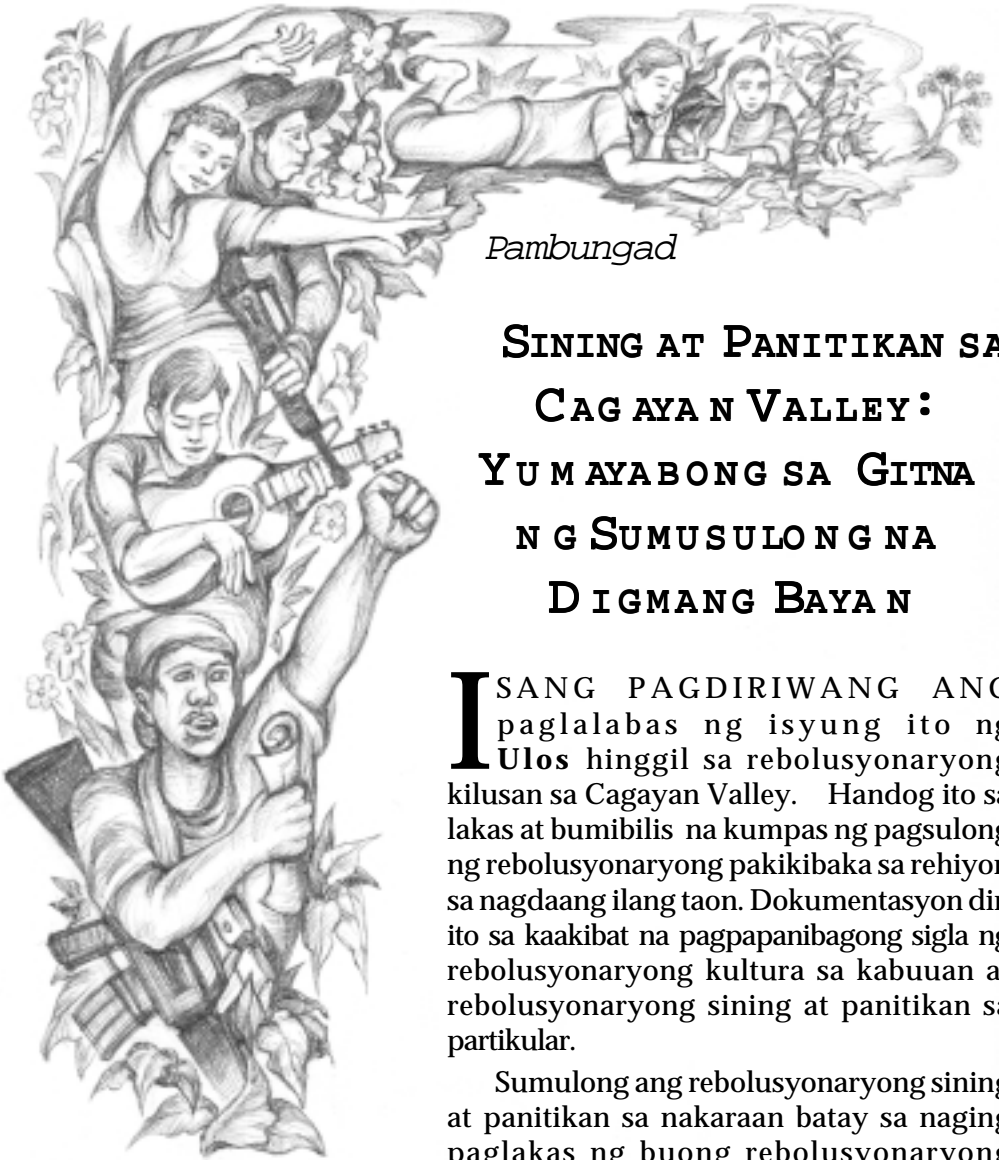 Pambungad
SINING AT PANITIKAN SA
CAGAYAN VALLEY:
YUMAYABONG SA GITNA
NG SUMUSULONG NA
DIGMANG BAYAN
ISANG PAGDIRIWANG ANG
paglalabas ng isyung ito ng
Ulos hinggil sa rebolusyonaryong
kilusan sa Cagayan Valley. Handog ito sa
lakas at bumibilis na kumpas ng pagsulong
ng rebolusyonaryong pakikibaka sa rehiyon
sa nagdaang ilang taon. Dokumentasyon din
ito sa kaakibat na pagpapanibagong sigla ng
rebolusyonaryong kultura sa kabuuan at
rebolusyonaryong sining at panitikan sa
partikular.
Sumulong ang rebolusyonaryong sining
at panitikan sa nakaraan batay sa naging
paglakas ng buong rebolusyonaryong